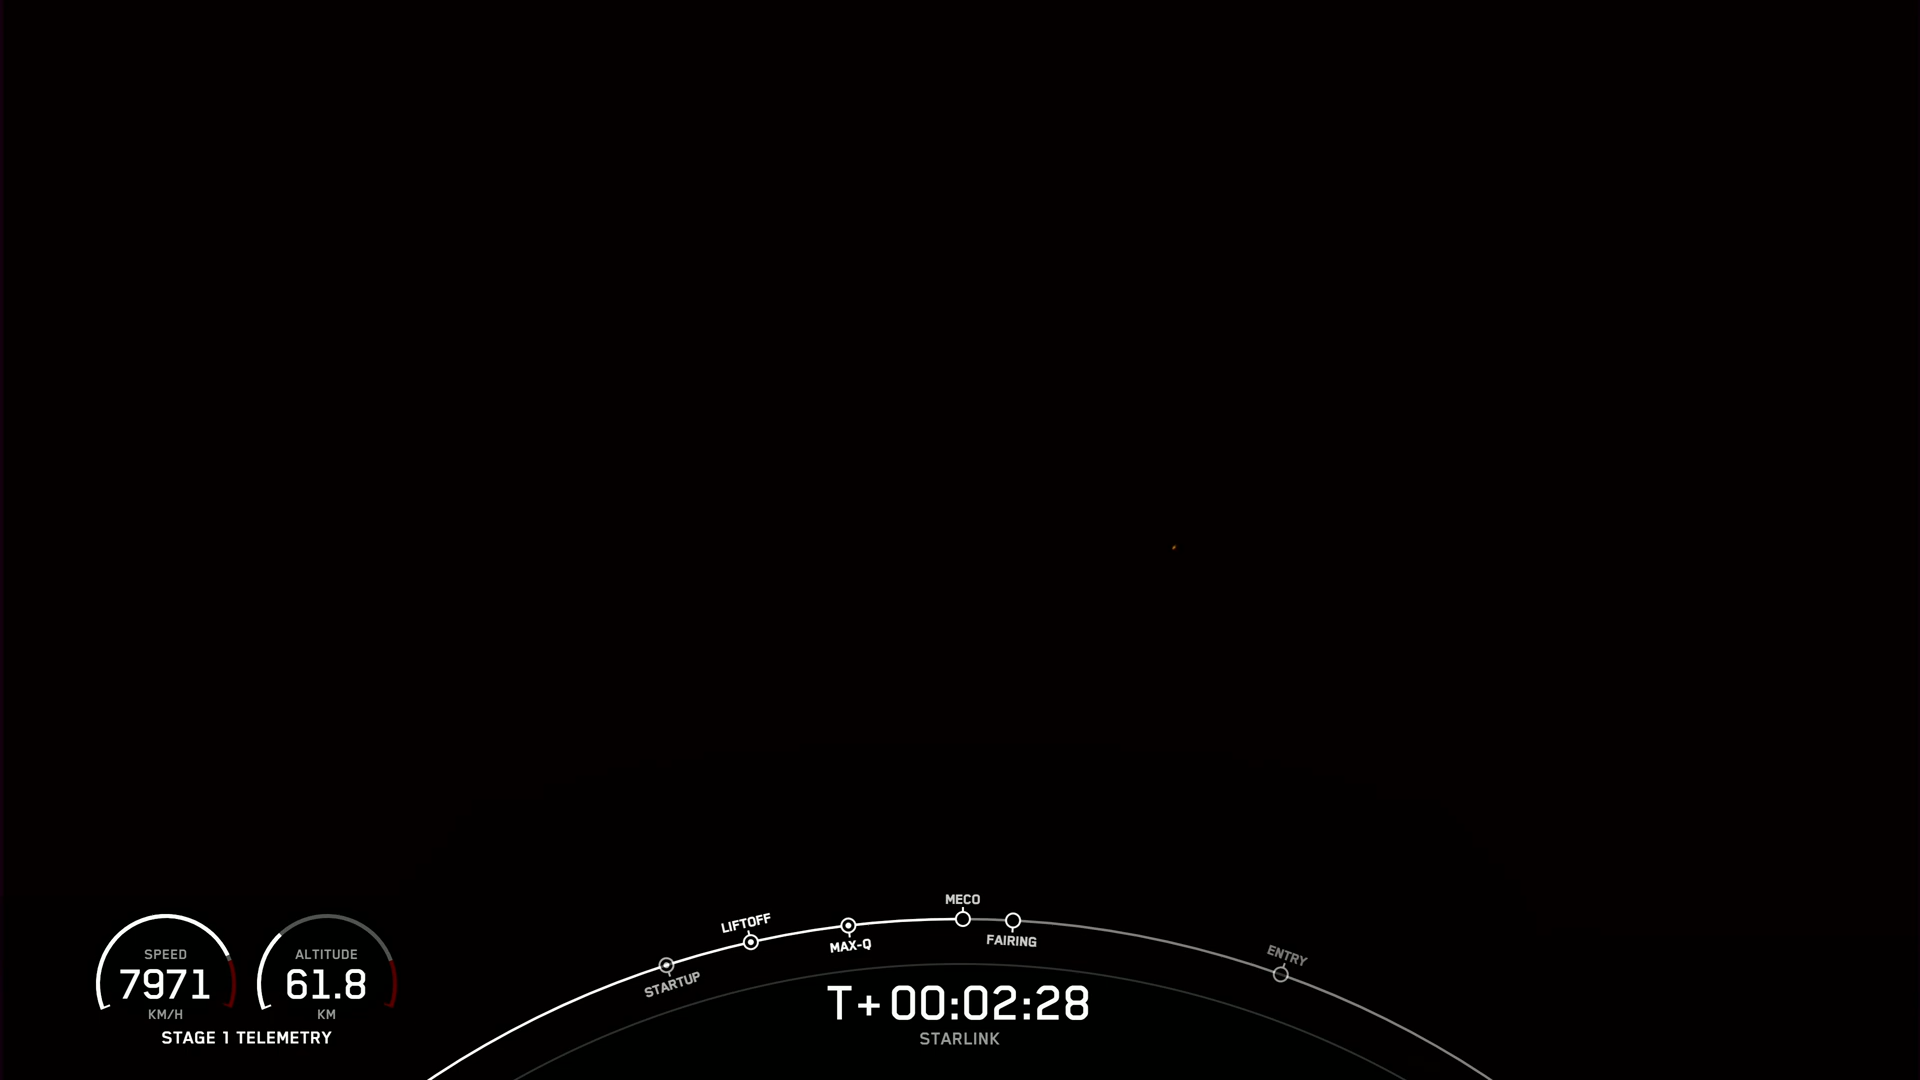 LIFTOFF
MECO
MAX-Q
FAIRING
STARTUP
ENTRY
SPEED
7971
KM/H
ALTITUDE
61.8
KM
STAGE 1 TELEMETRY
T+00:02:28
STARLINK